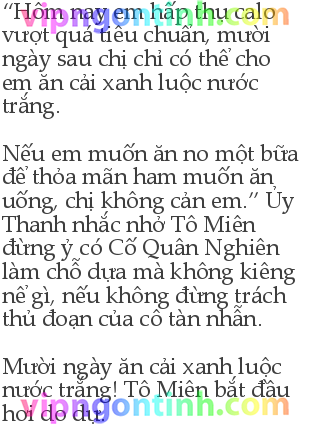 “Hôm nay em hấp thụ calo
vượt quá tiêu chuẩn, mười
ngày sau chị chỉ có thể cho
em ăn cải xanh luộc nước
trắng.
Nếu em muốn ăn no một bữa
để thỏa mãn ham muốn ăn
uống, chị không cản em.” Ủy
Thanh nhắc nhở Tô Miên
đừng ỷ có Cố Quân Nghiên
làm chỗ dựa mà không kiêng
nể gì, nếu không đừng trách
thủ đoạn của cô tàn nhẫn.
Mười ngày ăn cải xanh luộc
nước trắng! Tô Miên bắt đầu
hơi do dự.
vipngontinh.com
vipngontinh.com